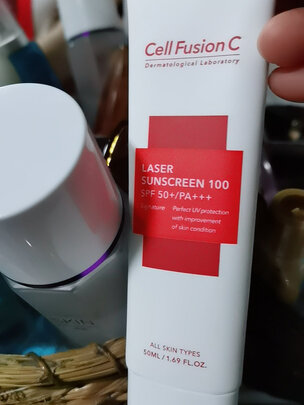 Cell Fusion C
Dermatological Laboratory
LASER
SUNSCREEN 100
SPF 50+/PA+++
Perfect UV protection
with improvement
of skin condition
ALL SKIN TYPES
50ML / 1.69 FL.OZ.